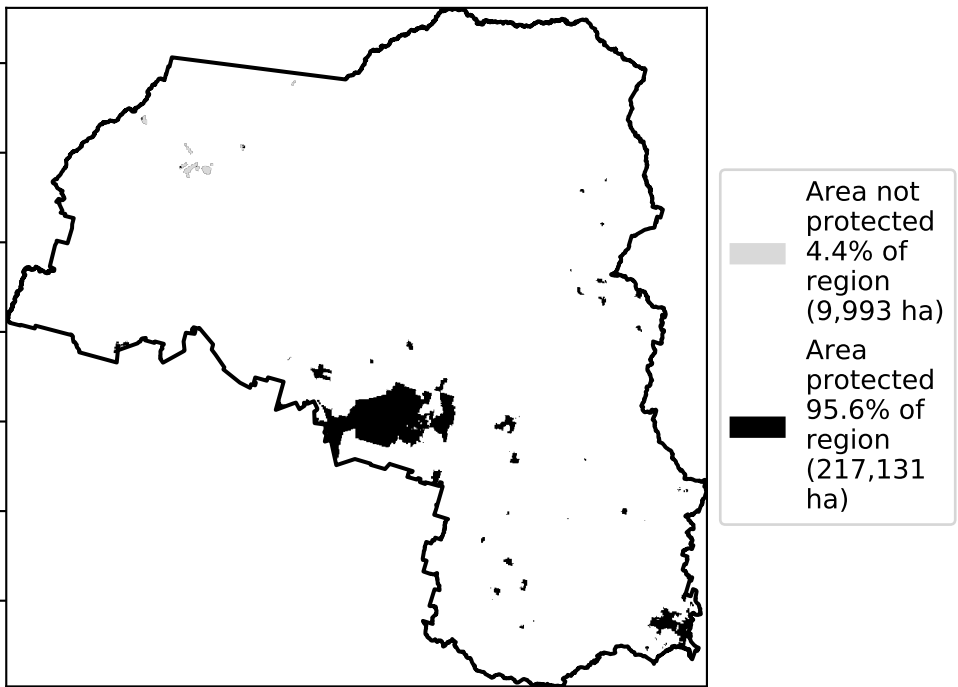 Area not
protected
4.4% of
region
(9,993 ha)
Area
protected
95.6% of
region
(217,131
ha)